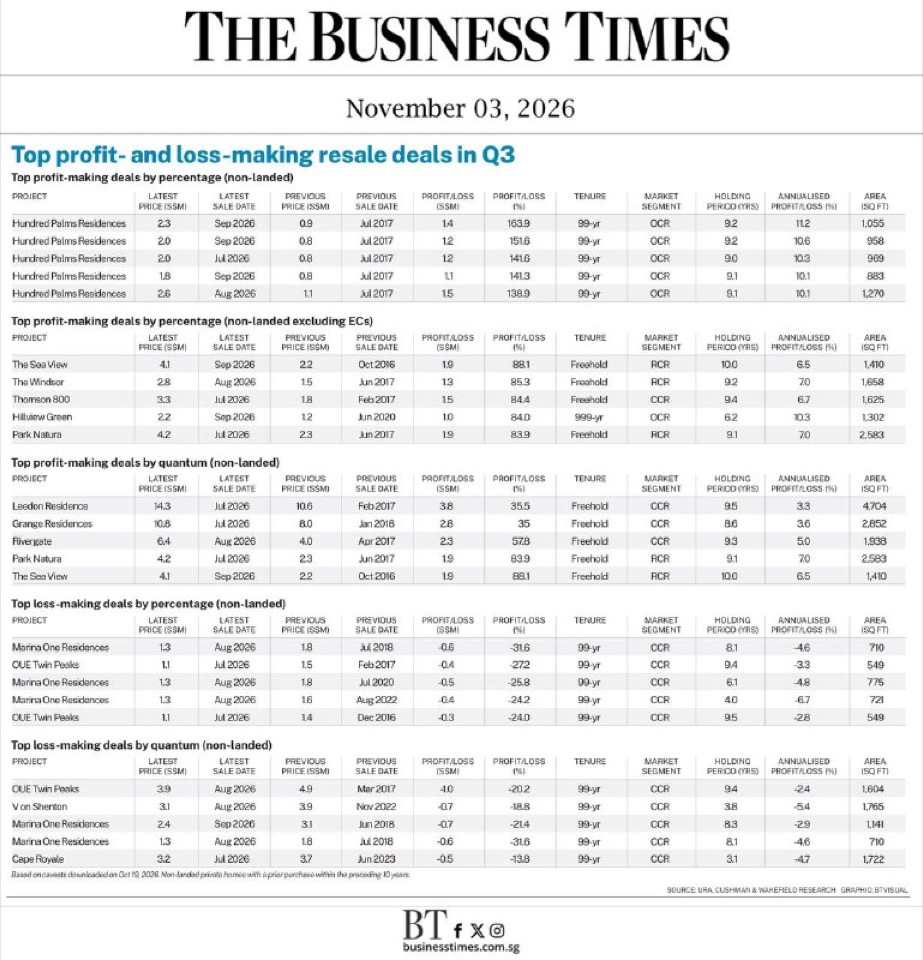 THE BUSINESS TIMES
November 03, 2026
Top profit- and loss-making resale deals in Q3
Top profit-making deals by percentage (non-landed)
PROJECT LATEST PRICE (S$M) LATEST SALE DATE PREVIOUS PRICE (S$M) PREVIOUS SALE DATE PROFIT/LOSS (S$M) PROFIT/LOSS (%) TENURE MARKET SEGMENT HOLDING PERIOD (YRS) ANNUALISED PROFIT/LOSS (%) AREA (SQ FT)
Hundred Palms Residences 2.3 Sep 2026 0.9 Jul 2017 1.4 163.9 99-yr OCR 9.2 11.2 1,055
Hundred Palms Residences 2.0 Sep 2026 0.8 Jul 2017 1.2 151.6 99-yr OCR 9.2 10.6 958
Hundred Palms Residences 2.0 Jul 2026 0.8 Jul 2017 1.2 141.6 99-yr OCR 9.0 10.3 969
Hundred Palms Residences 1.8 Sep 2026 0.8 Jul 2017 1.1 141.3 99-yr OCR 9.1 10.1 883
Hundred Palms Residences 2.6 Aug 2026 1.1 Jul 2017 1.5 138.9 99-yr OCR 9.1 10.1 1,270
Top profit-making deals by percentage (non-landed excluding ECs)
PROJECT LATEST PRICE (S$M) LATEST SALE DATE PREVIOUS PRICE (S$M) PREVIOUS SALE DATE PROFIT/LOSS (S$M) PROFIT/LOSS (%) TENURE MARKET SEGMENT HOLDING PERIOD (YRS) ANNUALISED PROFIT/LOSS (%) AREA (SQ FT)
The Sea View 4.1 Sep 2026 2.2 Oct 2016 1.9 88.1 Freehold RCR 10.0 6.5 1,410
The Windsor 2.8 Aug 2026 1.5 Jun 2017 1.3 85.3 Freehold RCR 9.2 7.0 1,658
Thomson 800 3.3 Jul 2026 1.8 Feb 2017 1.5 84.4 Freehold CCR 9.4 6.7 1,625
Hillview Green 2.2 Sep 2026 1.2 Jun 2020 1.0 84.0 999-yr OCR 6.2 10.3 1,302
Park Natura 4.2 Jul 2026 2.3 Jun 2017 1.9 83.9 Freehold RCR 9.1 7.0 2,583
Top profit-making deals by quantum (non-landed)
PROJECT LATEST PRICE (S$M) LATEST SALE DATE PREVIOUS PRICE (S$M) PREVIOUS SALE DATE PROFIT/LOSS (S$M) PROFIT/LOSS (%) TENURE MARKET SEGMENT HOLDING PERIOD (YRS) ANNUALISED PROFIT/LOSS (%) AREA (SQ FT)
Leedon Residence 14.3 Jul 2026 10.6 Feb 2017 3.8 35.5 Freehold CCR 9.5 3.3 4,704
Grange Residences 10.8 Jul 2026 8.0 Jan 2018 2.8 35 Freehold CCR 8.6 3.6 2,852
Rivergate 6.4 Aug 2026 4.0 Apr 2017 2.3 57.8 Freehold CCR 9.3 5.0 1,938
Park Natura 4.2 Jul 2026 2.3 Jun 2017 1.9 83.9 Freehold RCR 9.1 7.0 2,583
The Sea View 4.1 Sep 2026 2.2 Oct 2016 1.9 88.1 Freehold RCR 10.0 6.5 1,410
Top loss-making deals by percentage (non-landed)
PROJECT LATEST PRICE (S$M) LATEST SALE DATE PREVIOUS PRICE (S$M) PREVIOUS SALE DATE PROFIT/LOSS (S$M) PROFIT/LOSS (%) TENURE MARKET SEGMENT HOLDING PERIOD (YRS) ANNUALISED PROFIT/LOSS (%) AREA (SQ FT)
Marina One Residences 1.3 Aug 2026 1.8 Jul 2018 -0.6 -31.6 99-yr CCR 8.1 -4.6 710
OUE Twin Peaks 1.1 Jul 2026 1.5 Feb 2017 -0.4 -27.2 99-yr CCR 9.4 -3.3 549
Marina One Residences 1.3 Aug 2026 1.8 Jul 2020 -0.5 -25.8 99-yr CCR 6.1 -4.8 775
Marina One Residences 1.3 Aug 2026 1.6 Aug 2022 -0.4 -24.2 99-yr CCR 4.0 -6.7 721
OUE Twin Peaks 1.1 Jul 2026 1.4 Dec 2016 -0.3 -24.0 99-yr CCR 9.5 -2.8 549
Top loss-making deals by quantum (non-landed)
PROJECT LATEST PRICE (S$M) LATEST SALE DATE PREVIOUS PRICE (S$M) PREVIOUS SALE DATE PROFIT/LOSS (S$M) PROFIT/LOSS (%) TENURE MARKET SEGMENT HOLDING PERIOD (YRS) ANNUALISED PROFIT/LOSS (%) AREA (SQ FT)
OUE Twin Peaks 3.9 Aug 2026 4.9 Mar 2017 -1.0 -20.2 99-yr CCR 9.4 -2.4 1,604
V on Shenton 3.1 Aug 2026 3.9 Nov 2022 -0.7 -18.8 99-yr CCR 3.8 -5.4 1,765
Marina One Residences 2.4 Sep 2026 3.1 Jun 2018 -0.7 -21.4 99-yr CCR 8.3 -2.9 1,141
Marina One Residences 1.3 Aug 2026 1.8 Jul 2018 -0.6 -31.6 99-yr CCR 8.1 -4.6 710
Cape Royale 3.2 Jul 2026 3.7 Jun 2023 -0.5 -13.8 99-yr CCR 3.1 -4.7 1,722
Based on caveats downloaded on Oct 19, 2026. Non-landed private homes with a prior purchase within the preceding 10 years.
SOURCE: URA, CUSHMAN & WAKEFIELD RESEARCH GRAPHIC: BTVISUAL
BT
businesstimes.com.sg